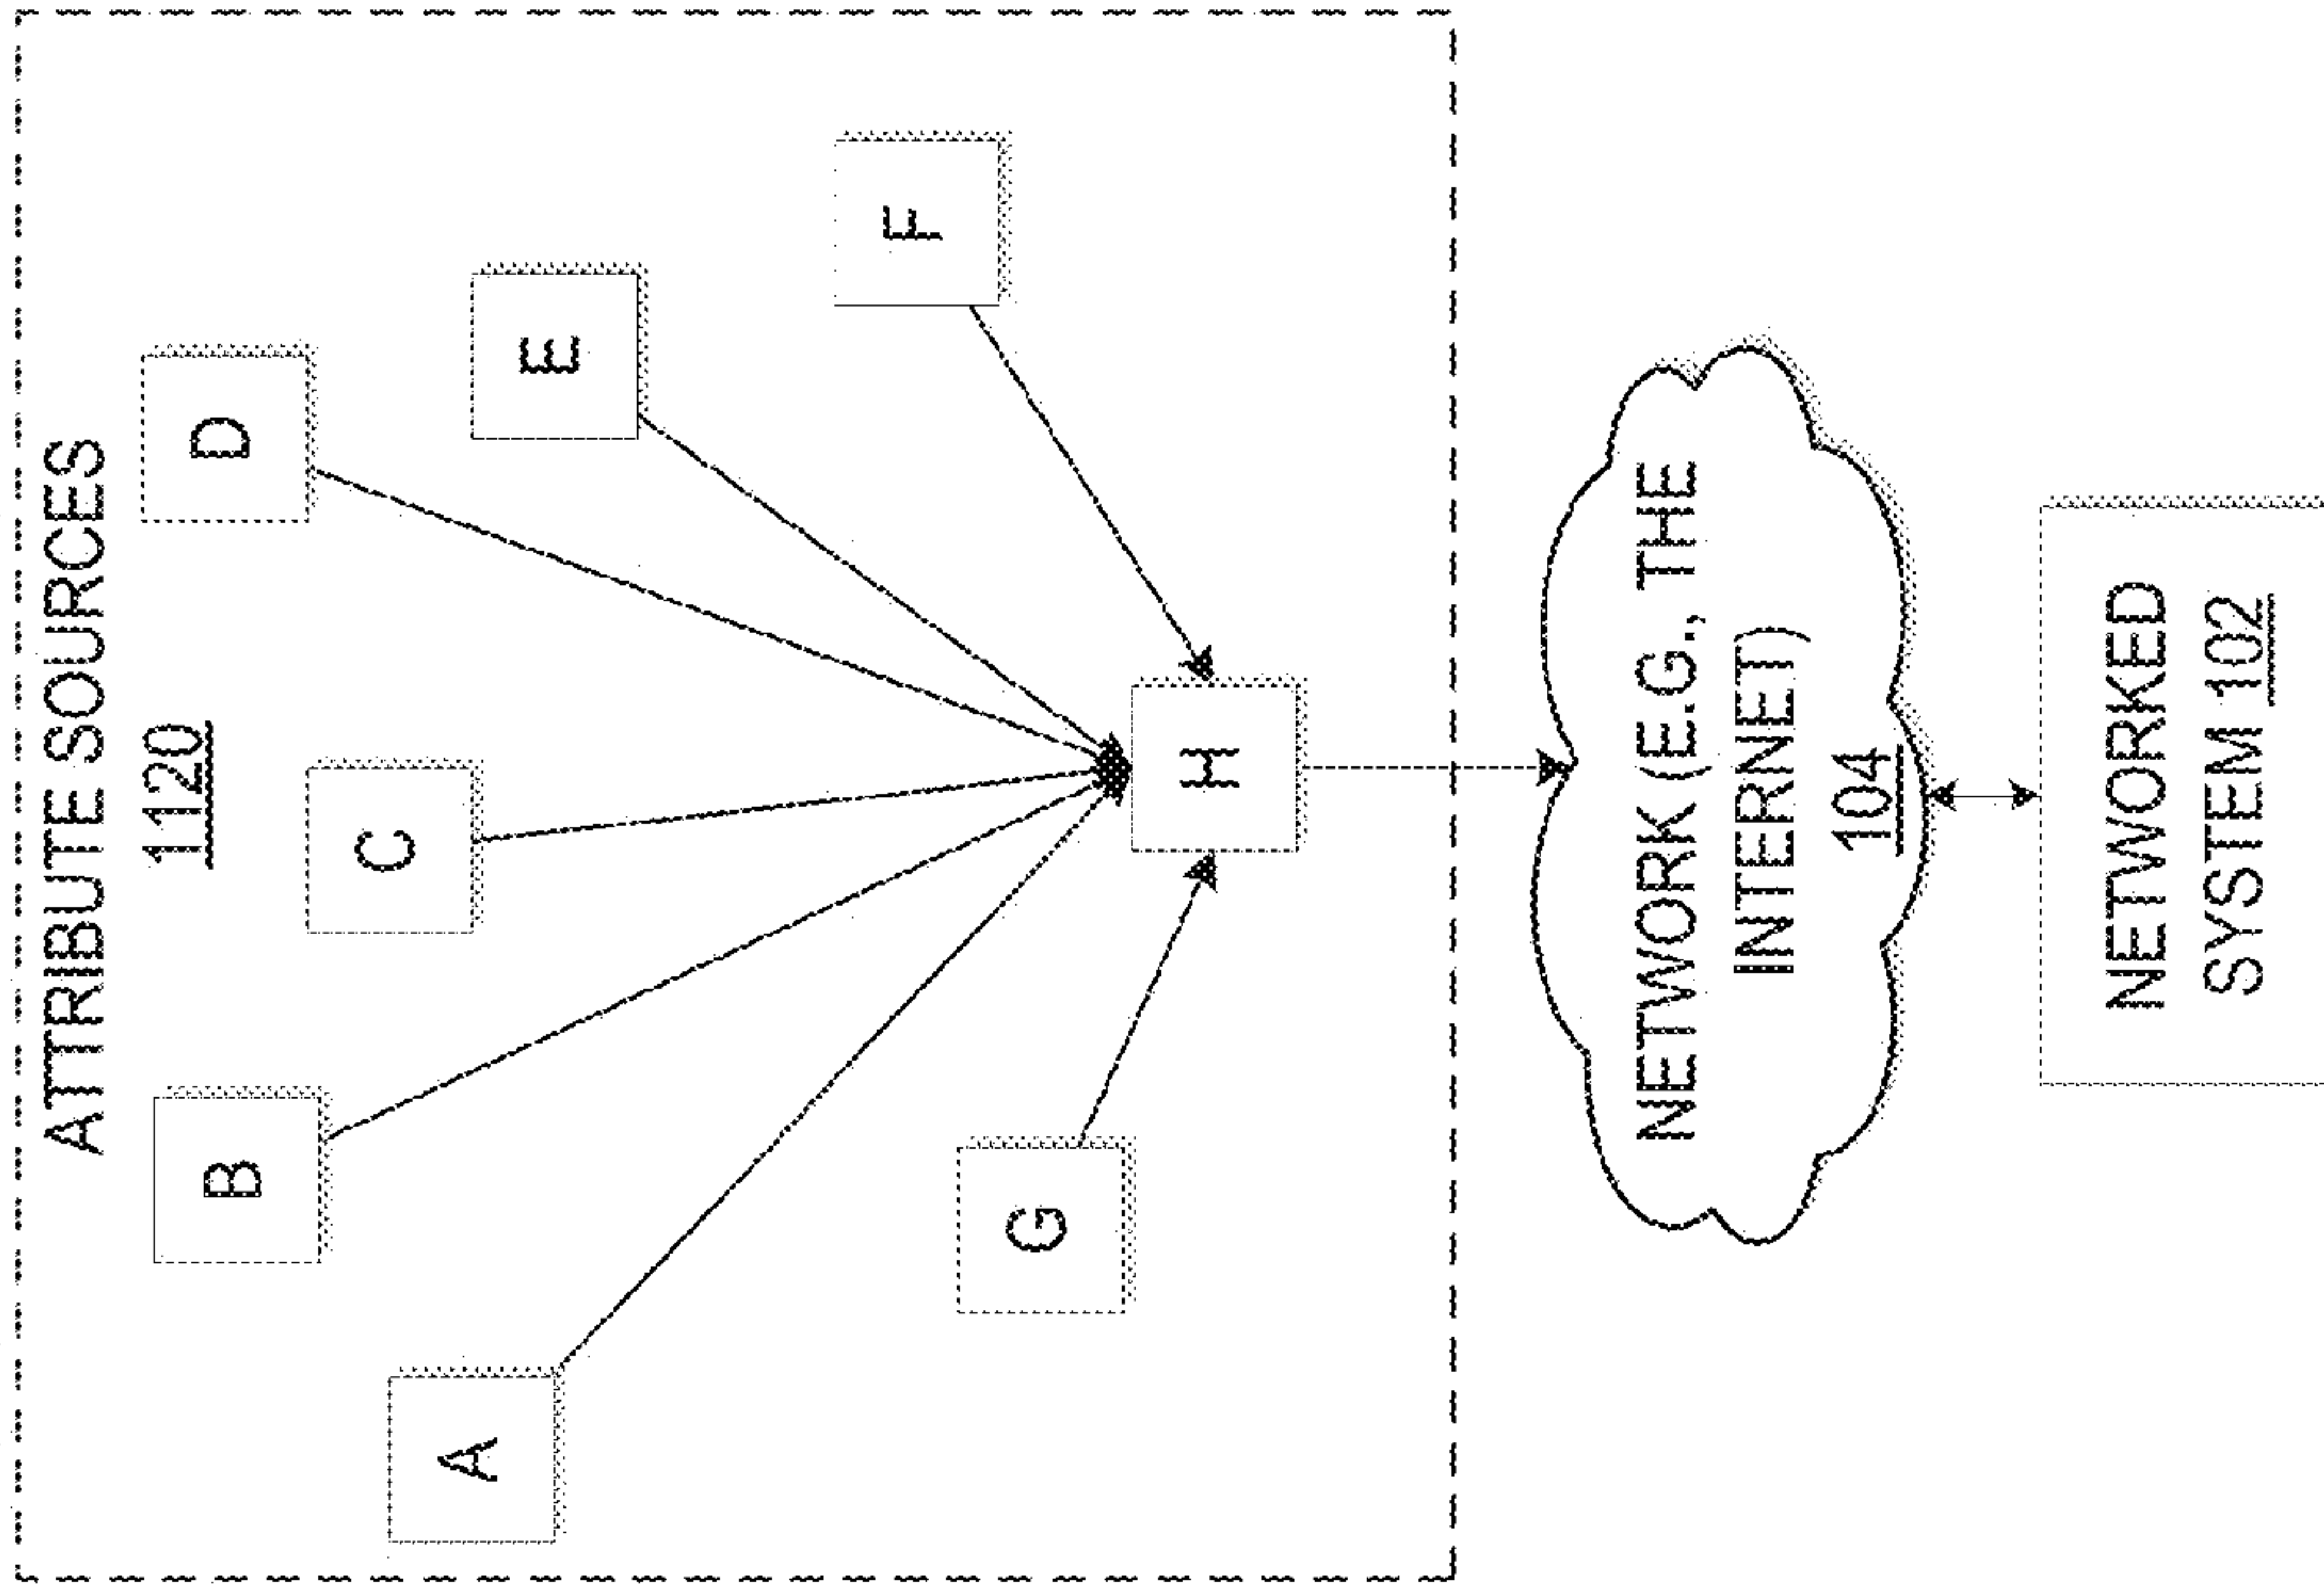 ATTRIBUTE SOURCES
1120
A
B
C
D
E
F
G
H
NETWORK (E.G., THE
INTERNET)
104
NETWORKED
SYSTEM 102